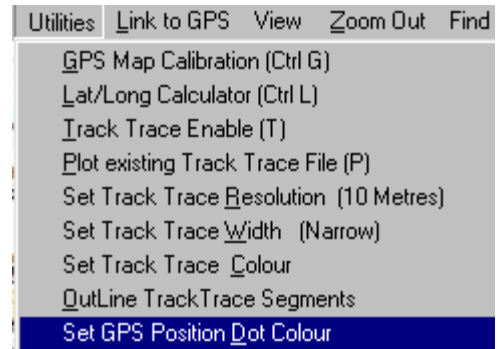 Utilities Link to GPS View Zoom Out Find
GPS Map Calibration (Ctrl G)
Lat/Long Calculator (Ctrl L)
Track Trace Enable (T)
Plot existing Track Trace File (P)
Set Track Trace Resolution (10 Metres)
Set Track Trace Width (Narrow)
Set Track Trace Colour
OutLine TrackTrace Segments
Set GPS Position Dot Colour